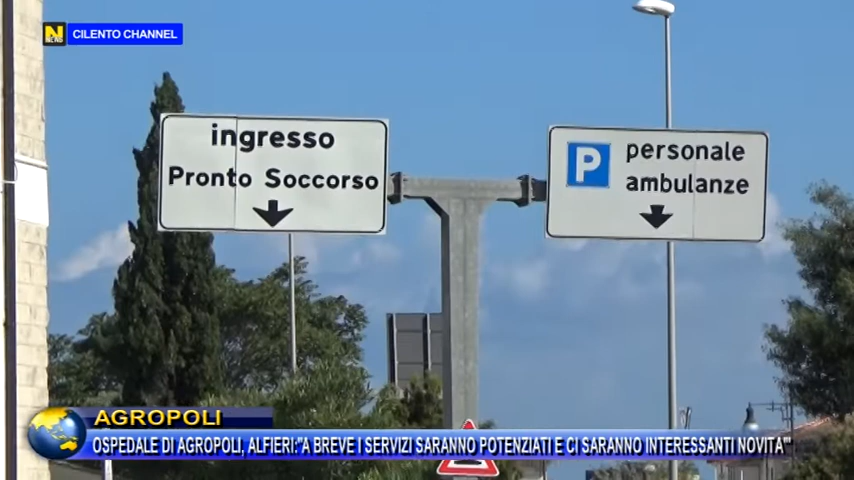 N
CILENTO CHANNEL
ingresso
Pronto Soccorso
P personale
ambulanze
AGROPOLI
OSPEDALE DI AGROPOLI, ALFIERI:"A BREVE I SERVIZI SARANNO POTENZIATI E CI SARANNO INTERESSANTI NOVITA'"